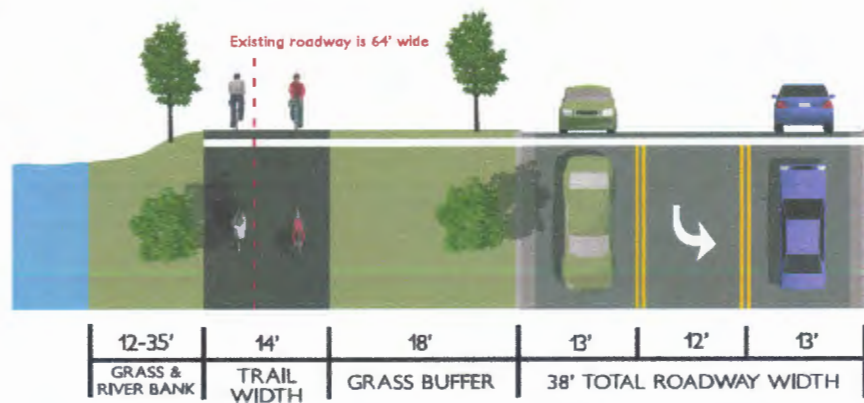 Existing roadway is 64' wide
12-35' 14' 18' 13' 12' 13'
GRASS &
RIVER BANK
TRAIL
WIDTH
GRASS BUFFER
38' TOTAL ROADWAY WIDTH